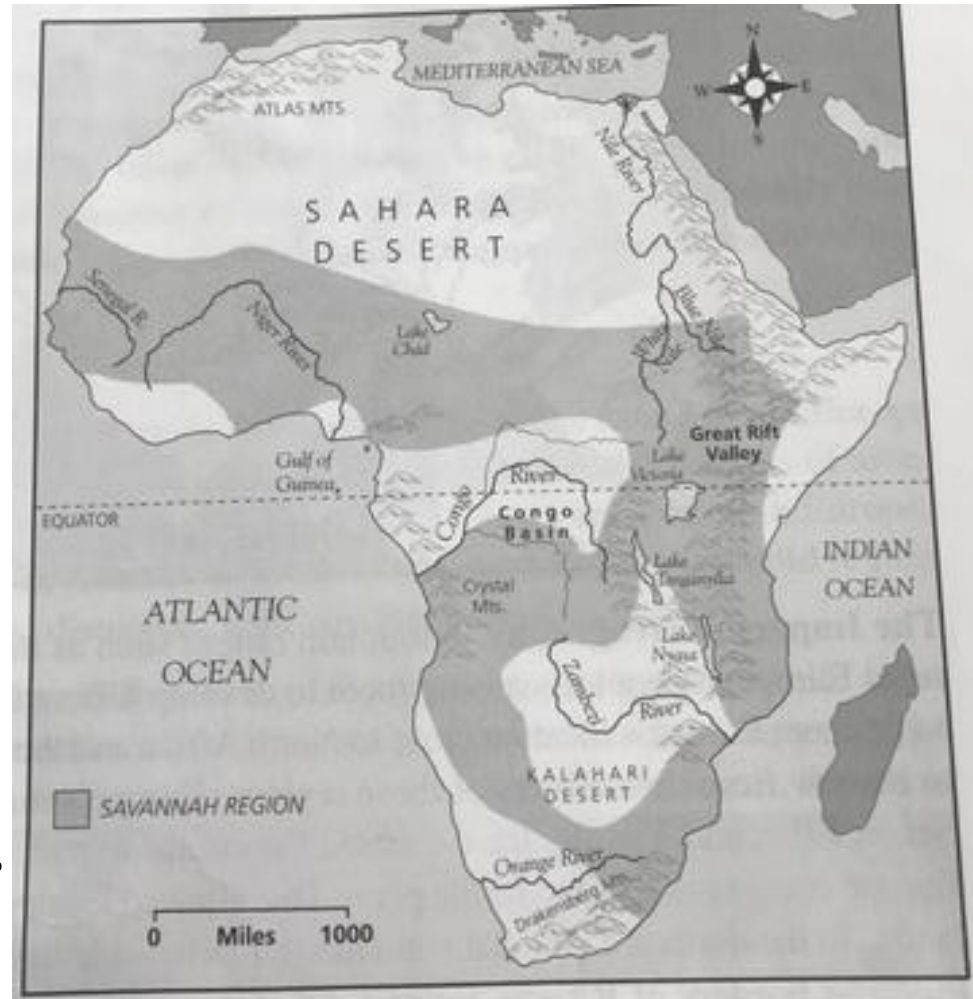 N
W E
S
MEDITERRANEAN SEA
ATLAS MTS.
Nile River
SAHARA
DESERT
Senegal R.
Niger River
Lake
Chad
Blue Nile
White
Nile
Great Rift
Valley
Gulf of
Guinea
Lake
Victoria
EQUATOR
Congo
River
Congo
Basin
INDIAN
OCEAN
Crystal
Mts.
Lake
Tanganyika
ATLANTIC
OCEAN
Lake
Nyasa
Zambezi
River
KALAHARI
DESERT
SAVANNAH REGION
Orange River
Drakensberg Mts.
0 Miles 1000